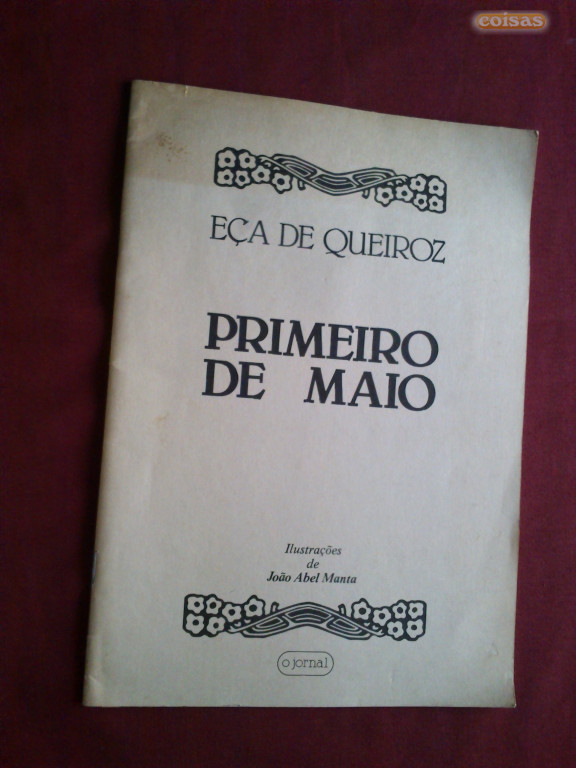 coisas
EÇA DE QUEIROZ
PRIMEIRO
DE MAIO
Ilustrações
de
João Abel Manta
o jornal